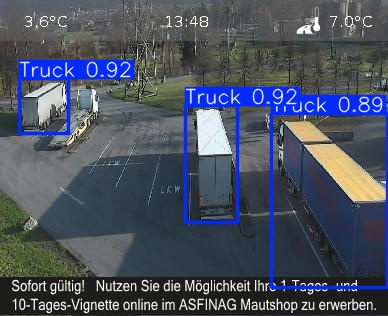 3,6°C 13:48 7.0°C
Truck 0.92
Truck 0.92
Truck 0.89
LKW
Sofort gültig! Nutzen Sie die Möglichkeit Ihre 1-Tages- und
10-Tages-Vignette online im ASFINAG Mautshop zu erwerben.